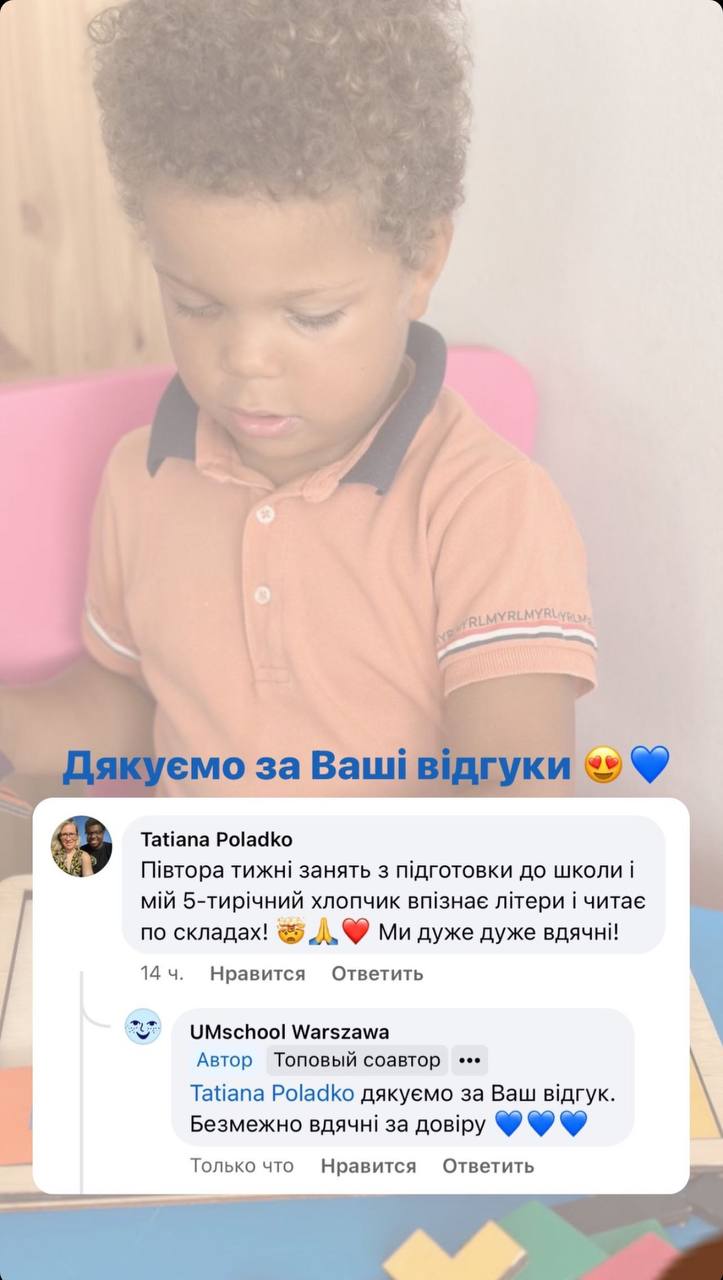 YRLMYRLMYRL
Дякуємо за Ваші відгуки 😍💙
Tatiana Poladko
Півтора тижні занять з підготовки до школи і
мій 5-тирічний хлопчик впізнає літери і читає
по складах! 🤯🙏❤️ Ми дуже дуже вдячні!
14 ч. Нравится Ответить
UMschool Warszawa
Автор Топовый соавтор •••
Tatiana Poladko дякуємо за Ваш відгук.
Безмежно вдячні за довіру 💙💙💙
Только что Нравится Ответить